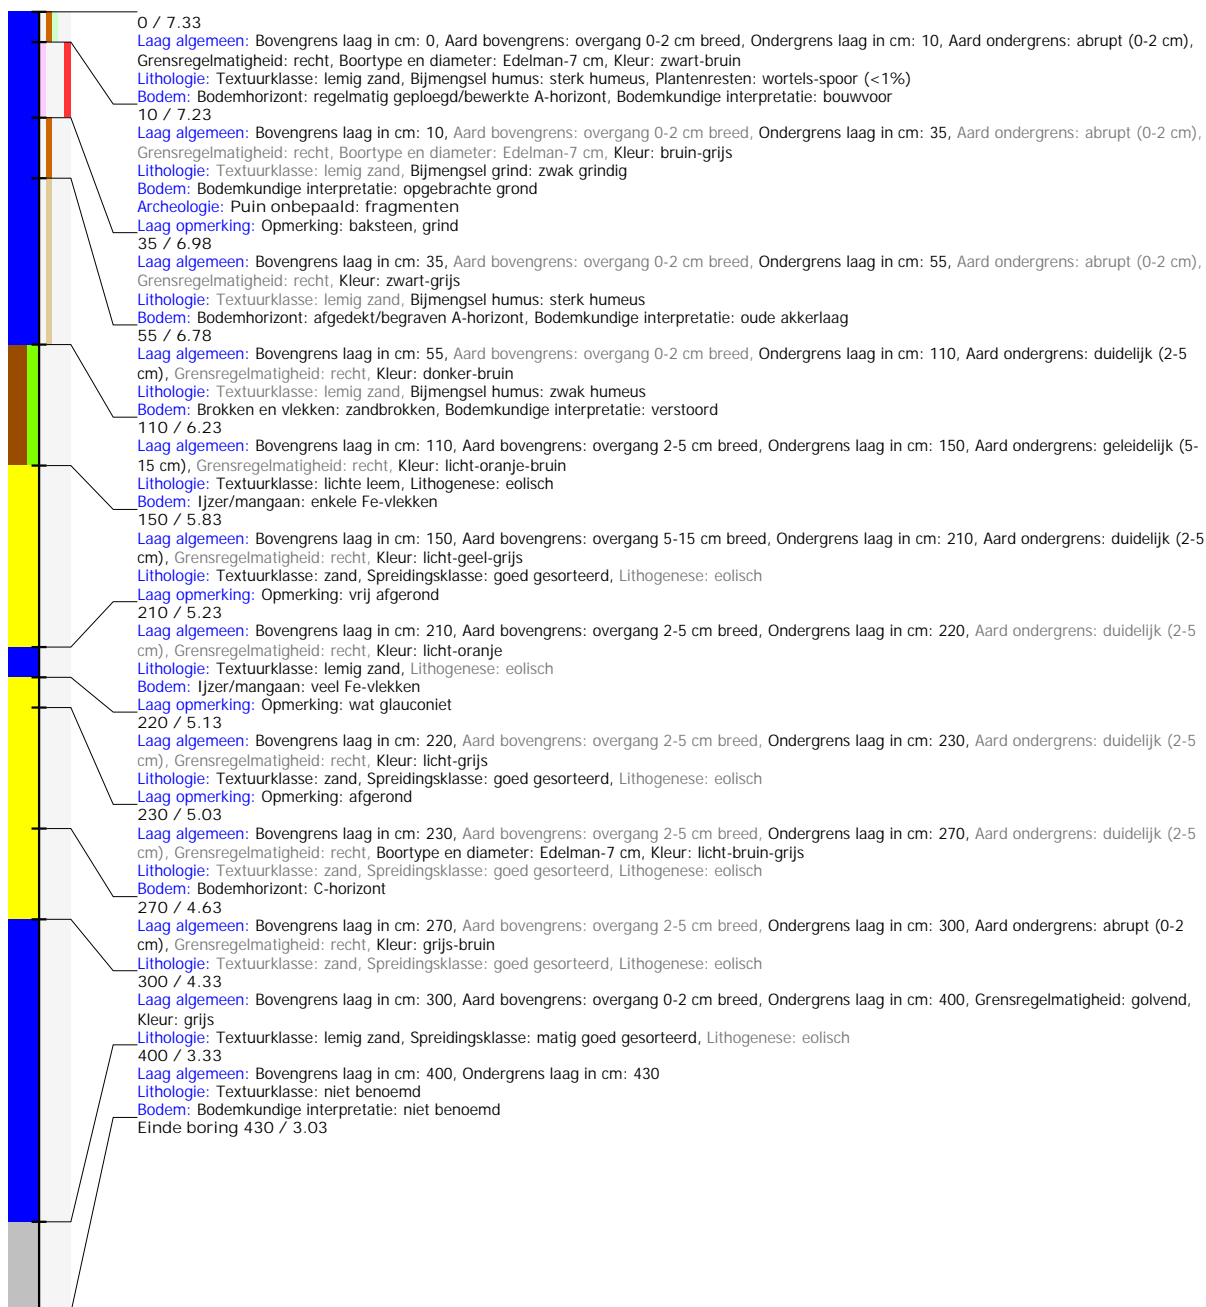 0 / 7.33
Laag algemeen: Bovengrens laag in cm: 0, Aard bovengrens: overgang 0-2 cm breed, Ondergrens laag in cm: 10, Aard ondergrens: abrupt (0-2 cm),
Grensregelmatigheid: recht, Boortype en diameter: Edelman-7 cm, Kleur: zwart-bruin
Lithologie: Textuurklasse: lemig zand, Bijmengsel humus: sterk humeus, Plantenresten: wortels-spoor (<1%)
Bodem: Bodemhorizont: regelmatig geploegd/bewerkte A-horizont, Bodemkundige interpretatie: bouwvoor
10 / 7.23
Laag algemeen: Bovengrens laag in cm: 10, Aard bovengrens: overgang 0-2 cm breed, Ondergrens laag in cm: 35, Aard ondergrens: abrupt (0-2 cm),
Grensregelmatigheid: recht, Boortype en diameter: Edelman-7 cm, Kleur: bruin-grijs
Lithologie: Textuurklasse: lemig zand, Bijmengsel grind: zwak grindig
Bodem: Bodemkundige interpretatie: opgebrachte grond
Archeologie: Puin onbepaald: fragmenten
Laag opmerking: Opmerking: baksteen, grind
35 / 6.98
Laag algemeen: Bovengrens laag in cm: 35, Aard bovengrens: overgang 0-2 cm breed, Ondergrens laag in cm: 55, Aard ondergrens: abrupt (0-2 cm),
Grensregelmatigheid: recht, Kleur: zwart-grijs
Lithologie: Textuurklasse: lemig zand, Bijmengsel humus: sterk humeus
Bodem: Bodemhorizont: afgedekt/begraven A-horizont, Bodemkundige interpretatie: oude akkerlaag
55 / 6.78
Laag algemeen: Bovengrens laag in cm: 55, Aard bovengrens: overgang 0-2 cm breed, Ondergrens laag in cm: 110, Aard ondergrens: duidelijk (2-5
cm), Grensregelmatigheid: recht, Kleur: donker-bruin
Lithologie: Textuurklasse: lemig zand, Bijmengsel humus: zwak humeus
Bodem: Brokken en vlekken: zandbrokken, Bodemkundige interpretatie: verstoord
110 / 6.23
Laag algemeen: Bovengrens laag in cm: 110, Aard bovengrens: overgang 2-5 cm breed, Ondergrens laag in cm: 150, Aard ondergrens: geleidelijk (5-
15 cm), Grensregelmatigheid: recht, Kleur: licht-oranje-bruin
Lithologie: Textuurklasse: lichte leem, Lithogenese: eolisch
Bodem: Ijzer/mangaan: enkele Fe-vlekken
150 / 5.83
Laag algemeen: Bovengrens laag in cm: 150, Aard bovengrens: overgang 5-15 cm breed, Ondergrens laag in cm: 210, Aard ondergrens: duidelijk (2-5
cm), Grensregelmatigheid: recht, Kleur: licht-geel-grijs
Lithologie: Textuurklasse: zand, Spreidingsklasse: goed gesorteerd, Lithogenese: eolisch
Laag opmerking: Opmerking: vrij afgerond
210 / 5.23
Laag algemeen: Bovengrens laag in cm: 210, Aard bovengrens: overgang 2-5 cm breed, Ondergrens laag in cm: 220, Aard ondergrens: duidelijk (2-5
cm), Grensregelmatigheid: recht, Kleur: licht-oranje
Lithologie: Textuurklasse: lemig zand, Lithogenese: eolisch
Bodem: Ijzer/mangaan: veel Fe-vlekken
Laag opmerking: Opmerking: wat glauconiet
220 / 5.13
Laag algemeen: Bovengrens laag in cm: 220, Aard bovengrens: overgang 2-5 cm breed, Ondergrens laag in cm: 230, Aard ondergrens: duidelijk (2-5
cm), Grensregelmatigheid: recht, Kleur: licht-grijs
Lithologie: Textuurklasse: zand, Spreidingsklasse: goed gesorteerd, Lithogenese: eolisch
Laag opmerking: Opmerking: afgerond
230 / 5.03
Laag algemeen: Bovengrens laag in cm: 230, Aard bovengrens: overgang 2-5 cm breed, Ondergrens laag in cm: 270, Aard ondergrens: duidelijk (2-5
cm), Grensregelmatigheid: recht, Boortype en diameter: Edelman-7 cm, Kleur: licht-bruin-grijs
Lithologie: Textuurklasse: zand, Spreidingsklasse: goed gesorteerd, Lithogenese: eolisch
Bodem: Bodemhorizont: C-horizont
270 / 4.63
Laag algemeen: Bovengrens laag in cm: 270, Aard bovengrens: overgang 2-5 cm breed, Ondergrens laag in cm: 300, Aard ondergrens: abrupt (0-2
cm), Grensregelmatigheid: recht, Kleur: grijs-bruin
Lithologie: Textuurklasse: zand, Spreidingsklasse: goed gesorteerd, Lithogenese: eolisch
300 / 4.33
Laag algemeen: Bovengrens laag in cm: 300, Aard bovengrens: overgang 0-2 cm breed, Ondergrens laag in cm: 400, Grensregelmatigheid: golvend,
Kleur: grijs
Lithologie: Textuurklasse: lemig zand, Spreidingsklasse: matig goed gesorteerd, Lithogenese: eolisch
400 / 3.33
Laag algemeen: Bovengrens laag in cm: 400, Ondergrens laag in cm: 430
Lithologie: Textuurklasse: niet benoemd
Bodem: Bodemkundige interpretatie: niet benoemd
Einde boring 430 / 3.03